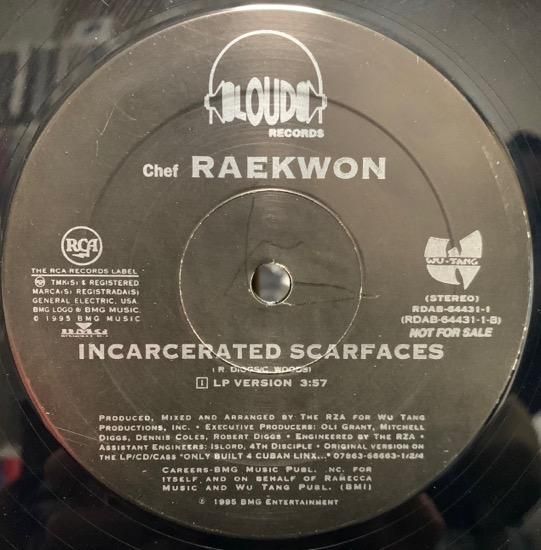 LOUD
RECORDS
Chef RAEKWON
RCA
THE RCA RECORDS LABEL
TMK(S) ® REGISTERED
MARCA(S) REGISTRADA(S)
GENERAL ELECTRIC, USA
BMG LOGO ® BMG MUSIC.
© 1995 BMG MUSIC
BMG
WU-TANG
(STEREO)
RDAB-64431-1
(RDAB-64431-1-B)
NOT FOR SALE
INCARCERATED SCARFACES
(R. DIGGS/C. WOODS)
1 LP VERSION 3:57
PRODUCED, MIXED AND ARRANGED BY THE RZA FOR WU TANG
PRODUCTIONS, INC. • EXECUTIVE PRODUCERS: OLI GRANT, MITCHELL
DIGGS, DENNIS COLES, ROBERT DIGGS • ENGINEERED BY THE RZA •
ASSISTANT ENGINEERS: ISLORD, 4TH DISCIPLE • ORIGINAL VERSION ON
THE LP/CD/CASS "ONLY BUILT 4 CUBAN LINX..." 07863-66663-1/2/4
CAREERS-BMG MUSIC PUBL. INC. FOR
ITSELF AND ON BEHALF OF RAMECCA
MUSIC AND WU TANG PUBL. (BMI)
℗ 1995 BMG ENTERTAINMENT